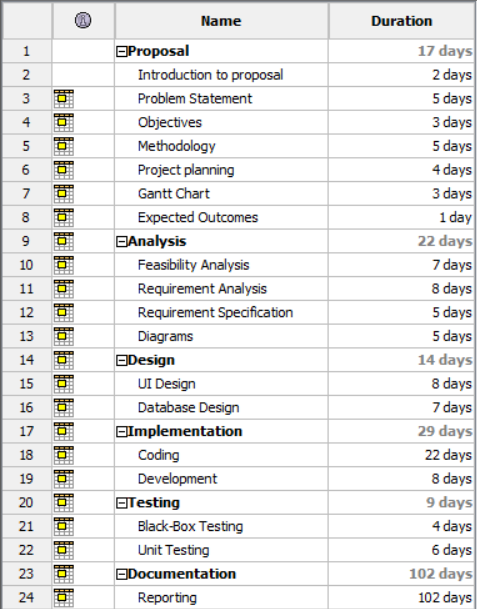 Name Duration
1 Proposal 17 days
2 Introduction to proposal 2 days
3 Problem Statement 5 days
4 Objectives 3 days
5 Methodology 5 days
6 Project planning 4 days
7 Gantt Chart 3 days
8 Expected Outcomes 1 day
9 Analysis 22 days
10 Feasibility Analysis 7 days
11 Requirement Analysis 8 days
12 Requirement Specification 5 days
13 Diagrams 5 days
14 Design 14 days
15 UI Design 8 days
16 Database Design 7 days
17 Implementation 29 days
18 Coding 22 days
19 Development 8 days
20 Testing 9 days
21 Black-Box Testing 4 days
22 Unit Testing 6 days
23 Documentation 102 days
24 Reporting 102 days